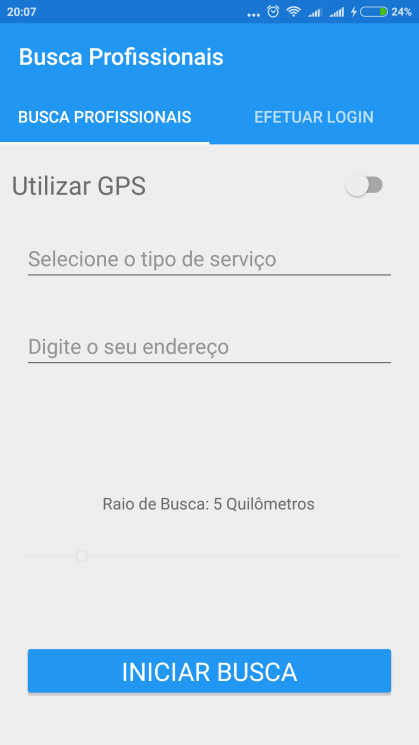 20:07
24%
Busca Profissionais
BUSCA PROFISSIONAIS
EFETUAR LOGIN
Utilizar GPS
Selecione o tipo de serviço
Digite o seu endereço
Raio de Busca: 5 Quilômetros
INICIAR BUSCA